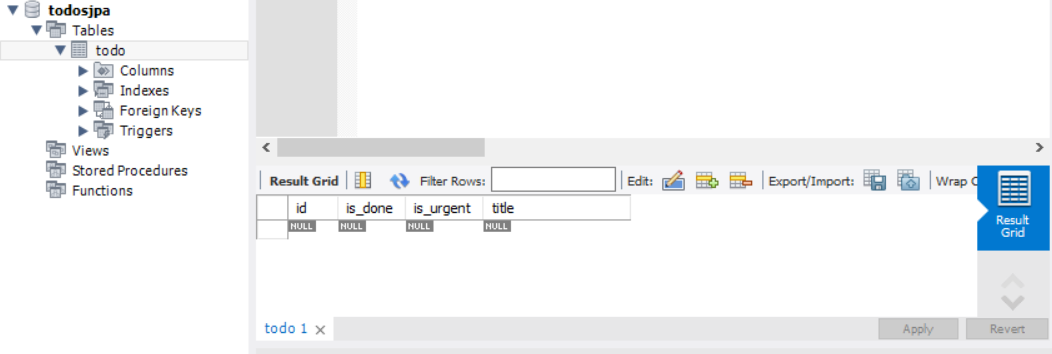 todosjpa
Tables
todo
Columns
Indexes
Foreign Keys
Triggers
Views
Stored Procedures
Functions
Result Grid Filter Rows: Edit: Export/Import: Wrap C
id is_done is_urgent title
NULL NULL NULL NULL
Result
Grid
todo 1 Apply Revert